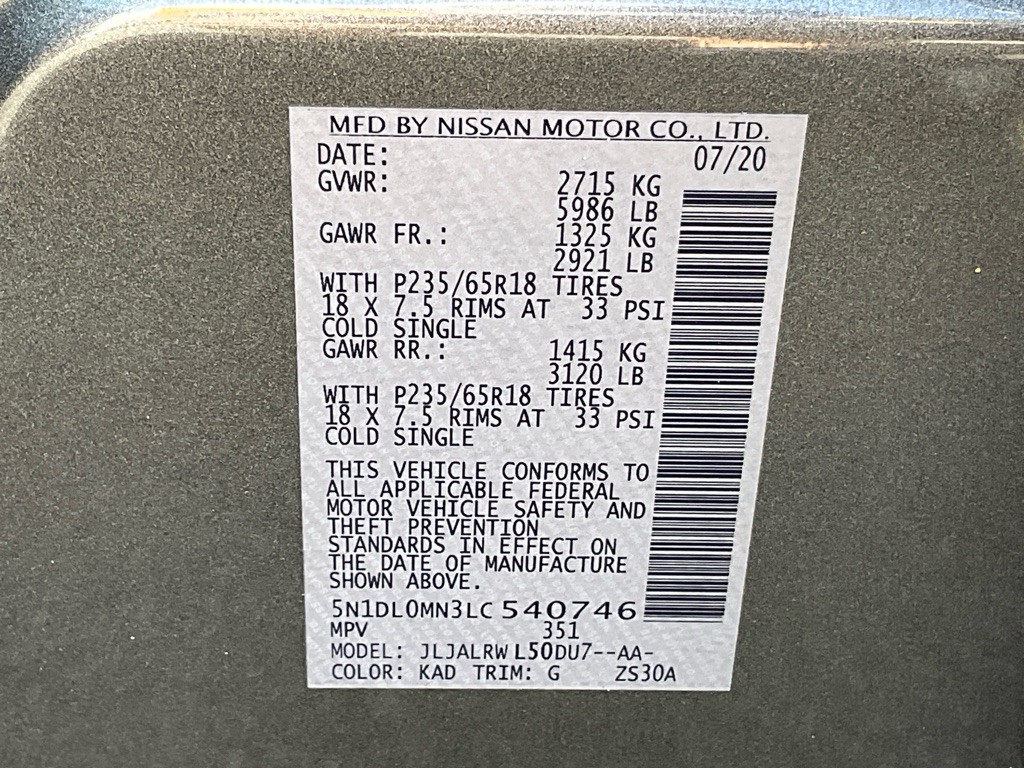 MFD BY NISSAN MOTOR CO., LTD.
DATE: 07/20
GVWR: 2715 KG
5986 LB
GAWR FR.: 1325 KG
2921 LB
WITH P235/65R18 TIRES
18 X 7.5 RIMS AT 33 PSI
COLD SINGLE
GAWR RR.: 1415 KG
3120 LB
WITH P235/65R18 TIRES
18 X 7.5 RIMS AT 33 PSI
COLD SINGLE
THIS VEHICLE CONFORMS TO
ALL APPLICABLE FEDERAL
MOTOR VEHICLE SAFETY AND
THEFT PREVENTION
STANDARDS IN EFFECT ON
THE DATE OF MANUFACTURE
SHOWN ABOVE.
5N1DL0MN3LC 540746
MPV 351
MODEL: JLJALRW L50DU7--AA-
COLOR: KAD TRIM: G ZS30A